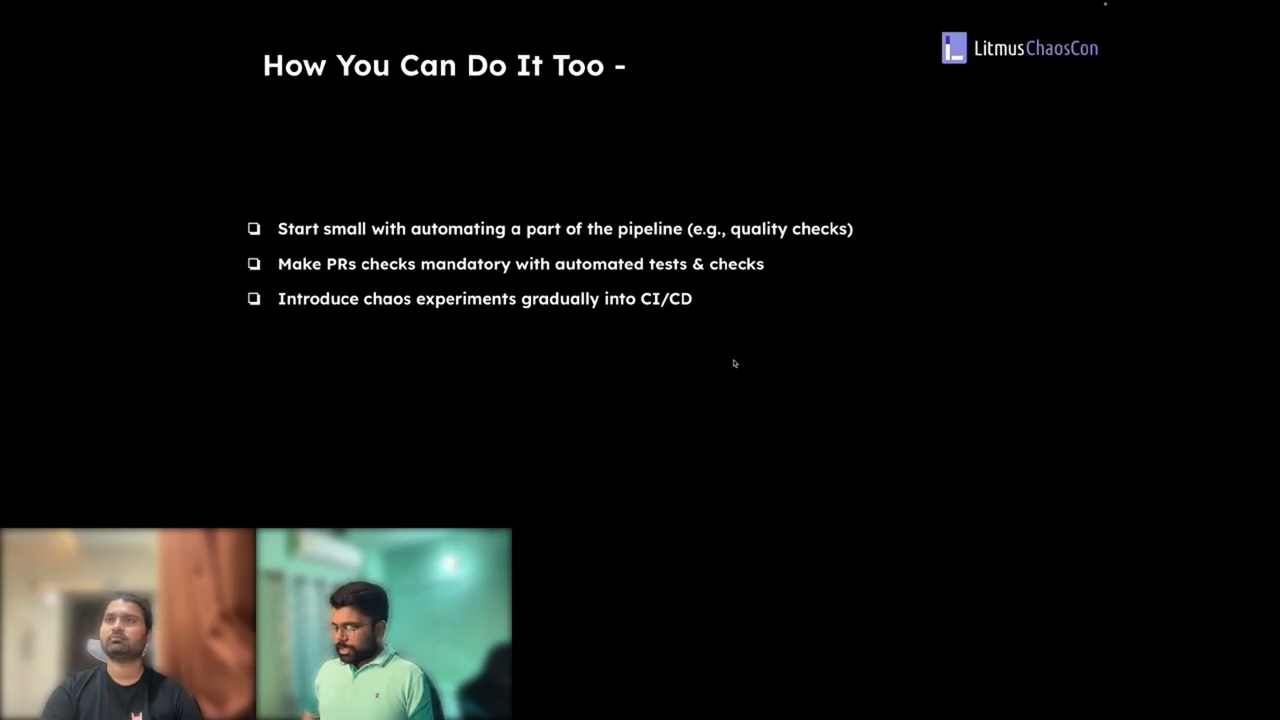 How You Can Do It Too -
LitmusChaosCon
❏ Start small with automating a part of the pipeline (e.g., quality checks)
❏ Make PRs checks mandatory with automated tests & checks
❏ Introduce chaos experiments gradually into CI/CD